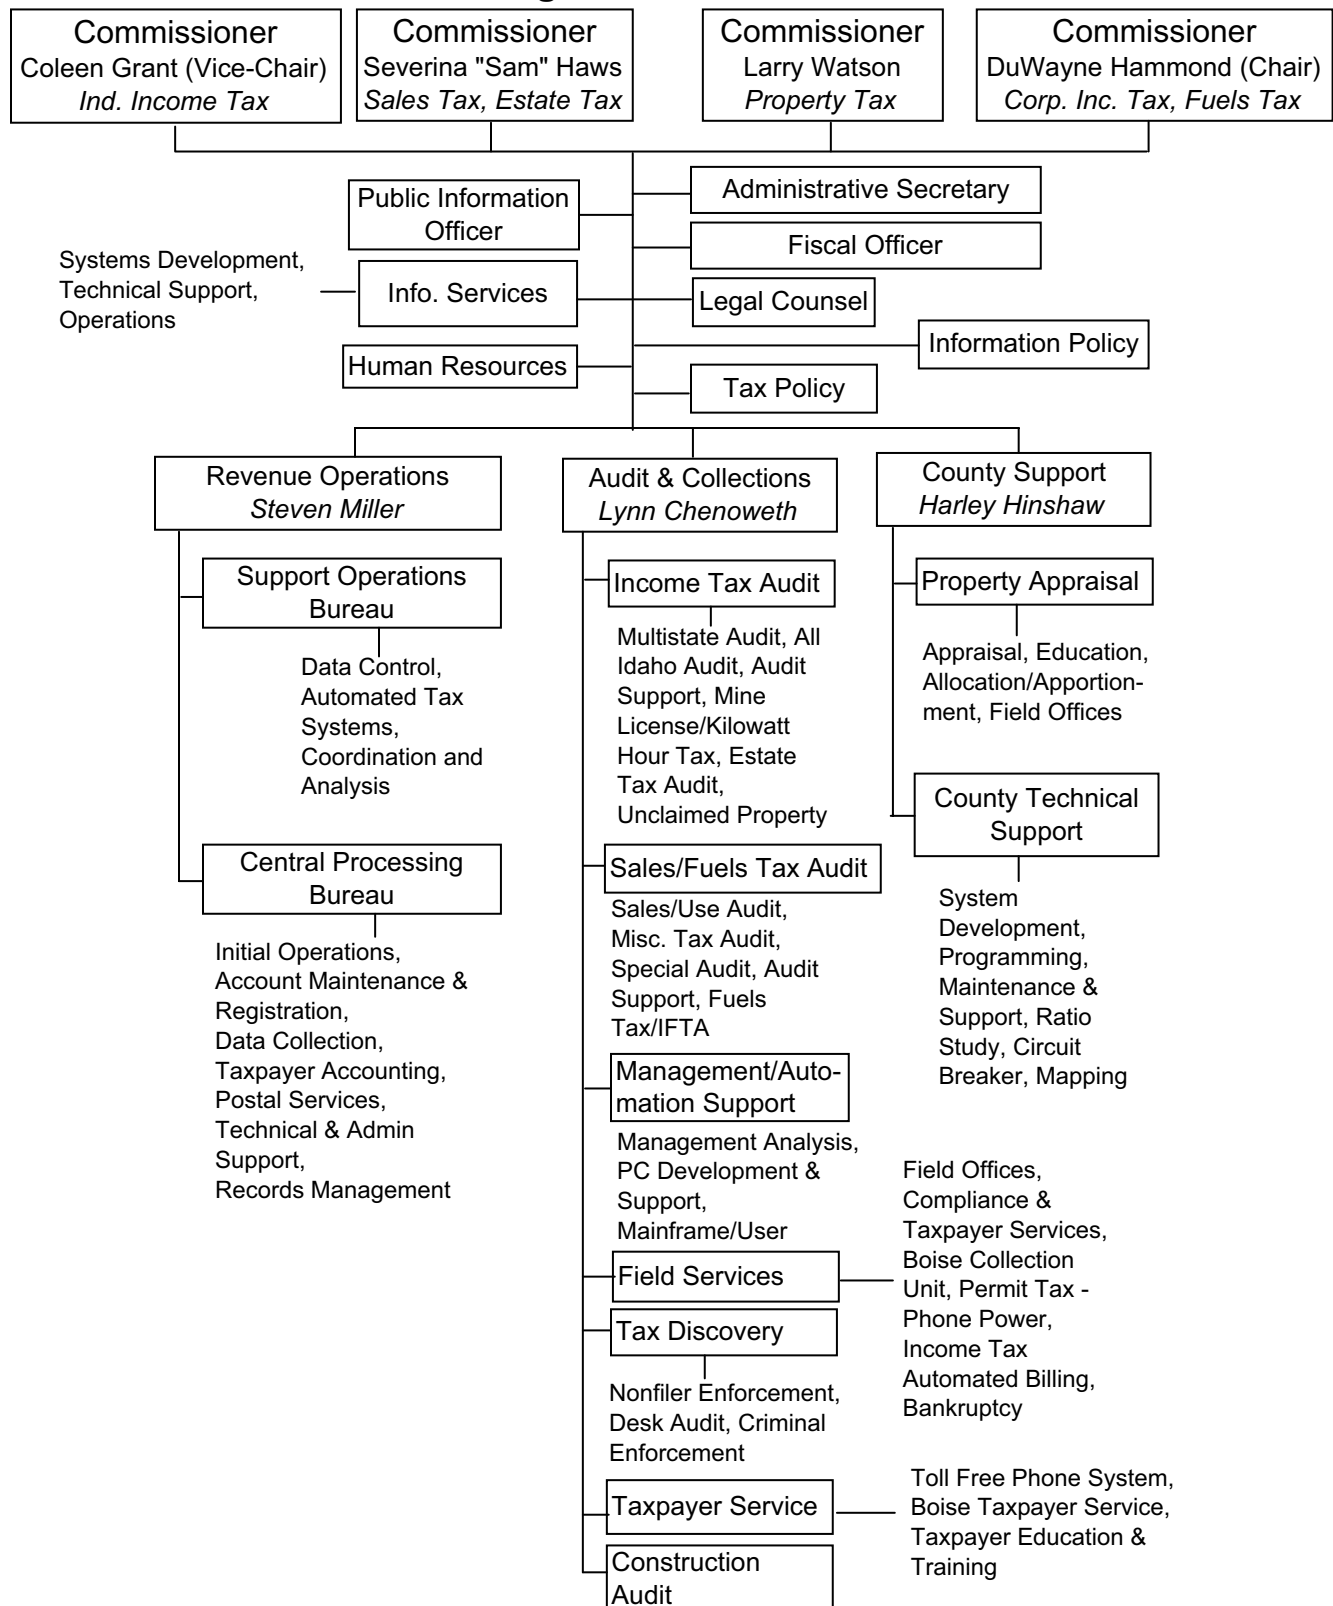 Commissioner
Coleen Grant (Vice-Chair)
Ind. Income Tax
Commissioner
Severina "Sam" Haws
Sales Tax, Estate Tax
Commissioner
Larry Watson
Property Tax
Commissioner
DuWayne Hammond (Chair)
Corp. Inc. Tax, Fuels Tax
Public Information
Officer
Administrative Secretary
Fiscal Officer
Systems Development,
Technical Support,
Operations
Info. Services
Legal Counsel
Information Policy
Human Resources
Tax Policy
Revenue Operations
Steven Miller
Support Operations
Bureau
Data Control,
Automated Tax
Systems,
Coordination and
Analysis
Central Processing
Bureau
Initial Operations,
Account Maintenance &
Registration,
Data Collection,
Taxpayer Accounting,
Postal Services,
Technical & Admin
Support,
Records Management
Audit & Collections
Lynn Chenoweth
Income Tax Audit
Multistate Audit, All
Idaho Audit, Audit
Support, Mine
License/Kilowatt
Hour Tax, Estate
Tax Audit,
Unclaimed Property
Sales/Fuels Tax Audit
Sales/Use Audit,
Misc. Tax Audit,
Special Audit, Audit
Support, Fuels
Tax/IFTA
Management/Auto-
mation Support
Management Analysis,
PC Development &
Support,
Mainframe/User
Field Services
Field Offices,
Compliance &
Taxpayer Services,
Boise Collection
Unit, Permit Tax -
Phone Power,
Income Tax
Automated Billing,
Bankruptcy
Tax Discovery
Nonfiler Enforcement,
Desk Audit, Criminal
Enforcement
Taxpayer Service
Toll Free Phone System,
Boise Taxpayer Service,
Taxpayer Education &
Training
Construction
Audit
County Support
Harley Hinshaw
Property Appraisal
Appraisal, Education,
Allocation/Apportion-
ment, Field Offices
County Technical
Support
System
Development,
Programming,
Maintenance &
Support, Ratio
Study, Circuit
Breaker, Mapping